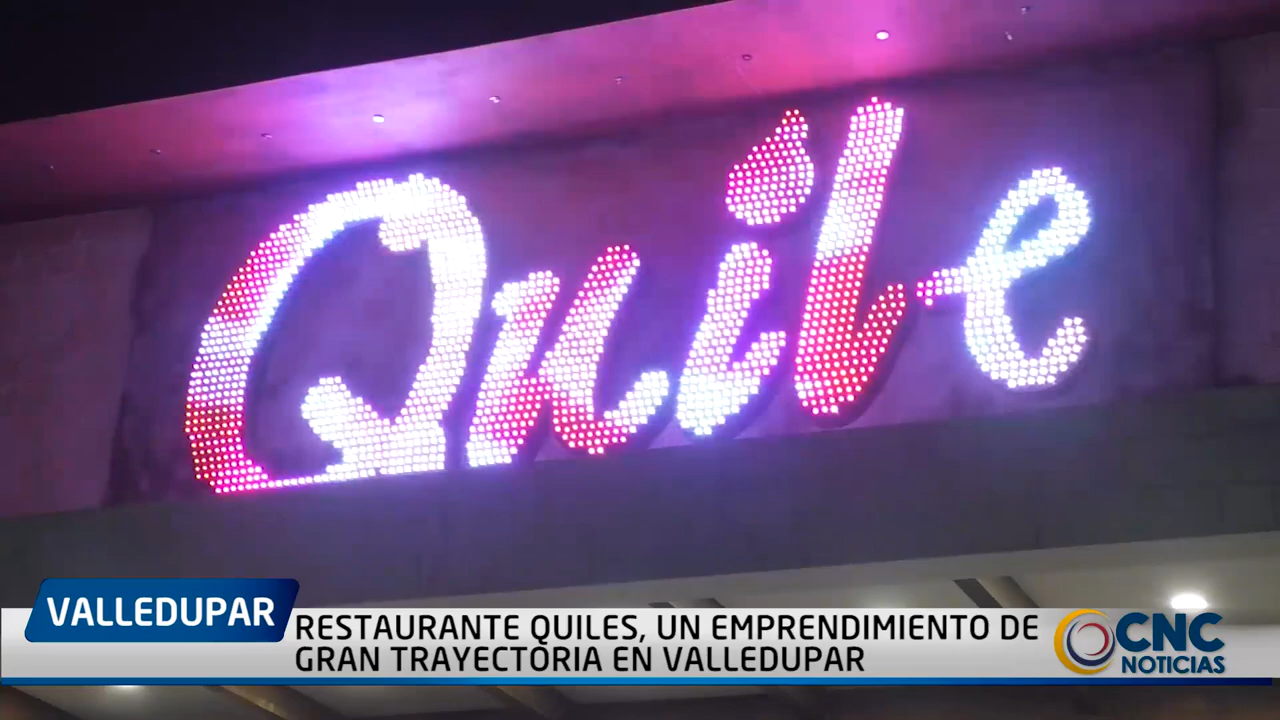 Quile
VALLEDUPAR
RESTAURANTE QUILES, UN EMPRENDIMIENTO DE
GRAN TRAYECTORIA EN VALLEDUPAR
CNC
NOTICIAS